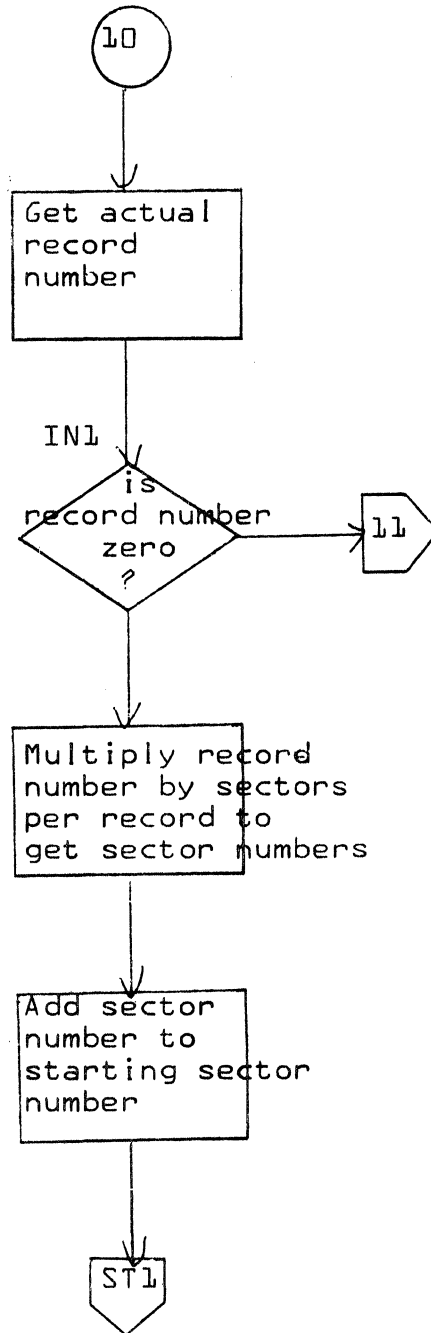 10
Get actual
record
number
IN1
is
record number
zero
?
11
Multiply record
number by sectors
per record to
get sector numbers
Add sector
number to
starting sector
number
ST1